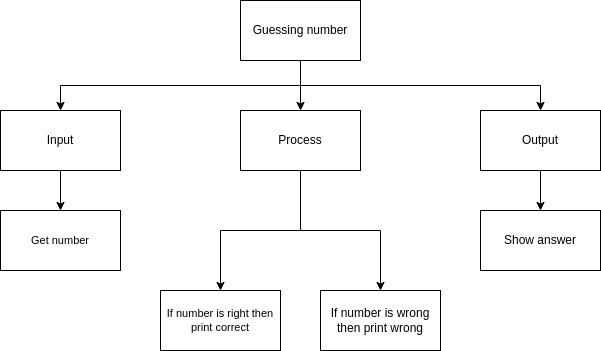 Guessing number
Input
Process
Output
Get number
Show answer
If number is right then
print correct
If number is wrong
then print wrong